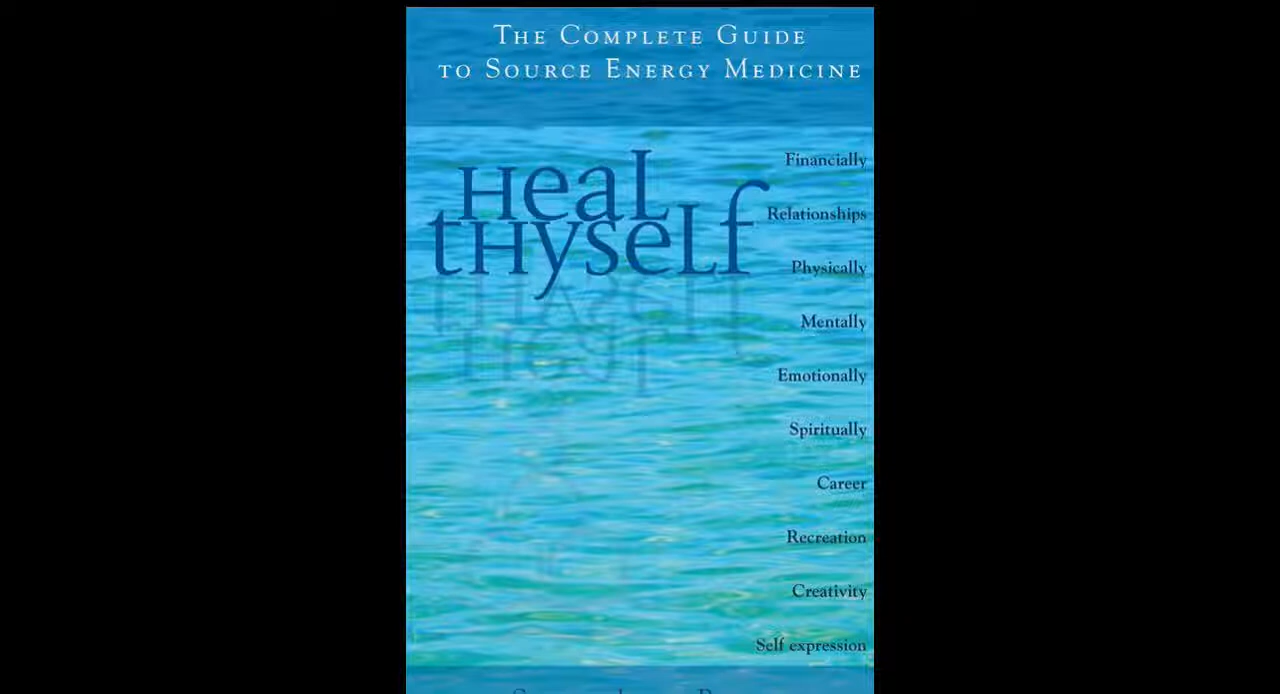 The Complete Guide
to Source Energy Medicine
Heal
tHyself
Financially
Relationships
Physically
Mentally
Emotionally
Spiritually
Career
Recreation
Creativity
Self expression